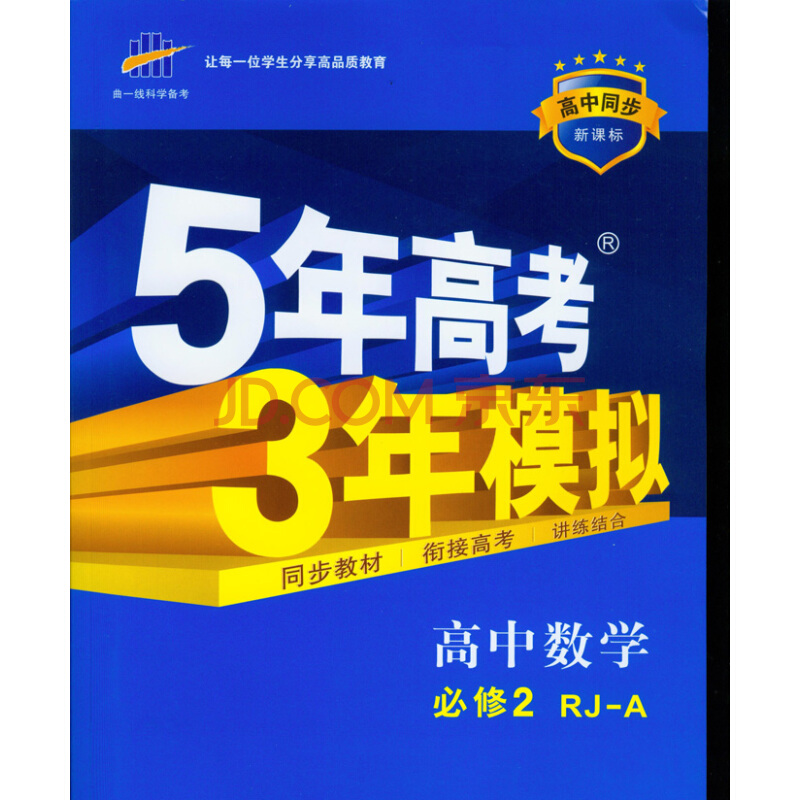 让每一位学生分享高品质教育
曲一线科学备考
高中同步
新课标
5年高考®
JD.COM 京东
3年模拟
同步教材 | 衔接高考 | 讲练结合
高中数学
必修2 RJ-A